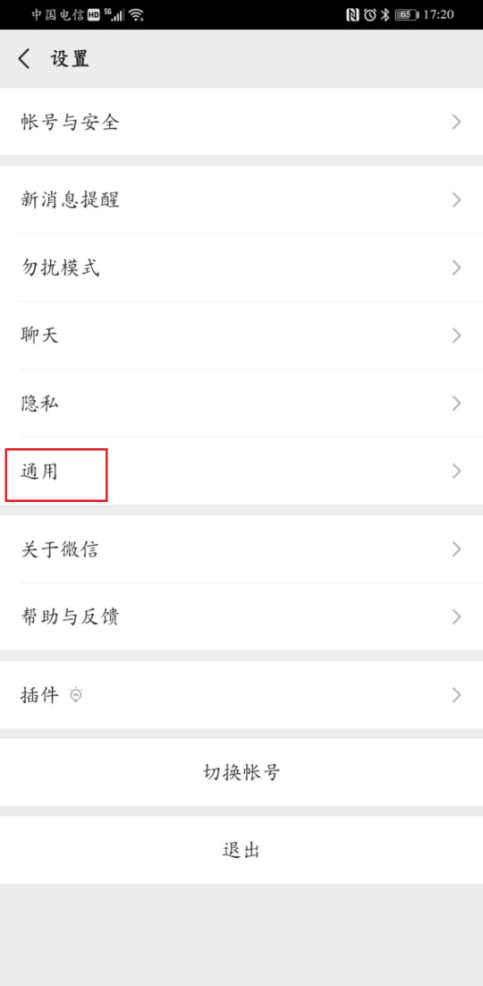 中国电信 HD 5G 65 17:20
设置
帐号与安全
新消息提醒
勿扰模式
聊天
隐私
通用
关于微信
帮助与反馈
插件
切换帐号
退出